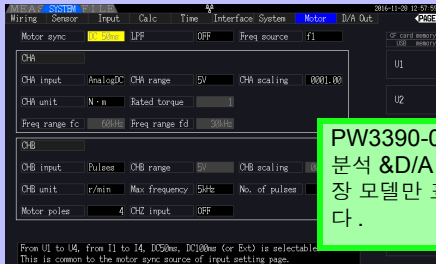 MEAS SYSTEM FILE 2016-11-20 12:57:55
Wiring Sensor Input Calc Time Interface System Motor D/A Out PAGE
Motor sync DC 50ms LPF OFF Freq source f1
CF card memory
USB memory
CHA
U1
CHA input AnalogDC CHA range 5V CHA scaling 0001.00
CHA unit N・m Rated torque 1
U2
Freq range fc 60kHz Freq range fd 30kHz
CHB
CHB input Pulses CHB range 5V CHB scaling
CHB unit r/min Max frequency 5kHz No. of pulses
Motor poles 4 CHZ input OFF
PW3390-0
분석 &D/A
장 모델만
다 .
From U1 to U4, from I1 to I4, DC50ms, DC100ms (or Ext) is selectab
This is common to the motor sync source of input setting page.